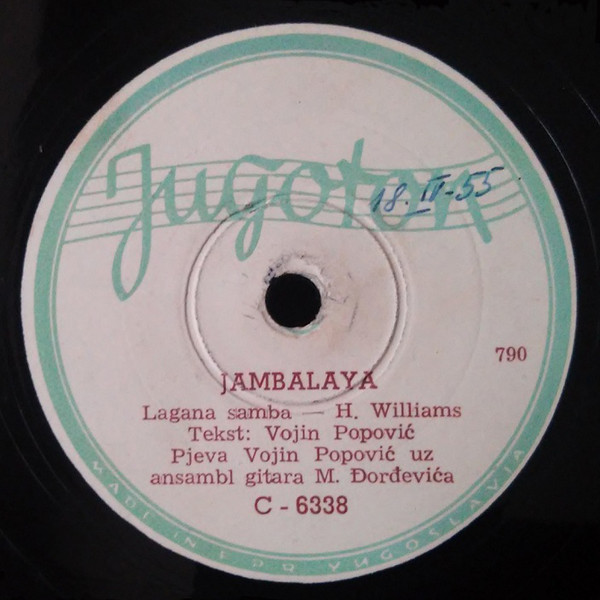 Jugoton
18. IV - 55
790
JAMBALAYA
Lagana samba — H. Williams
Tekst: Vojin Popović
Pjeva Vojin Popović uz
ansambl gitara M. Đorđevića
C - 6338
MADE IN F.P.R. YUGOSLAVIA